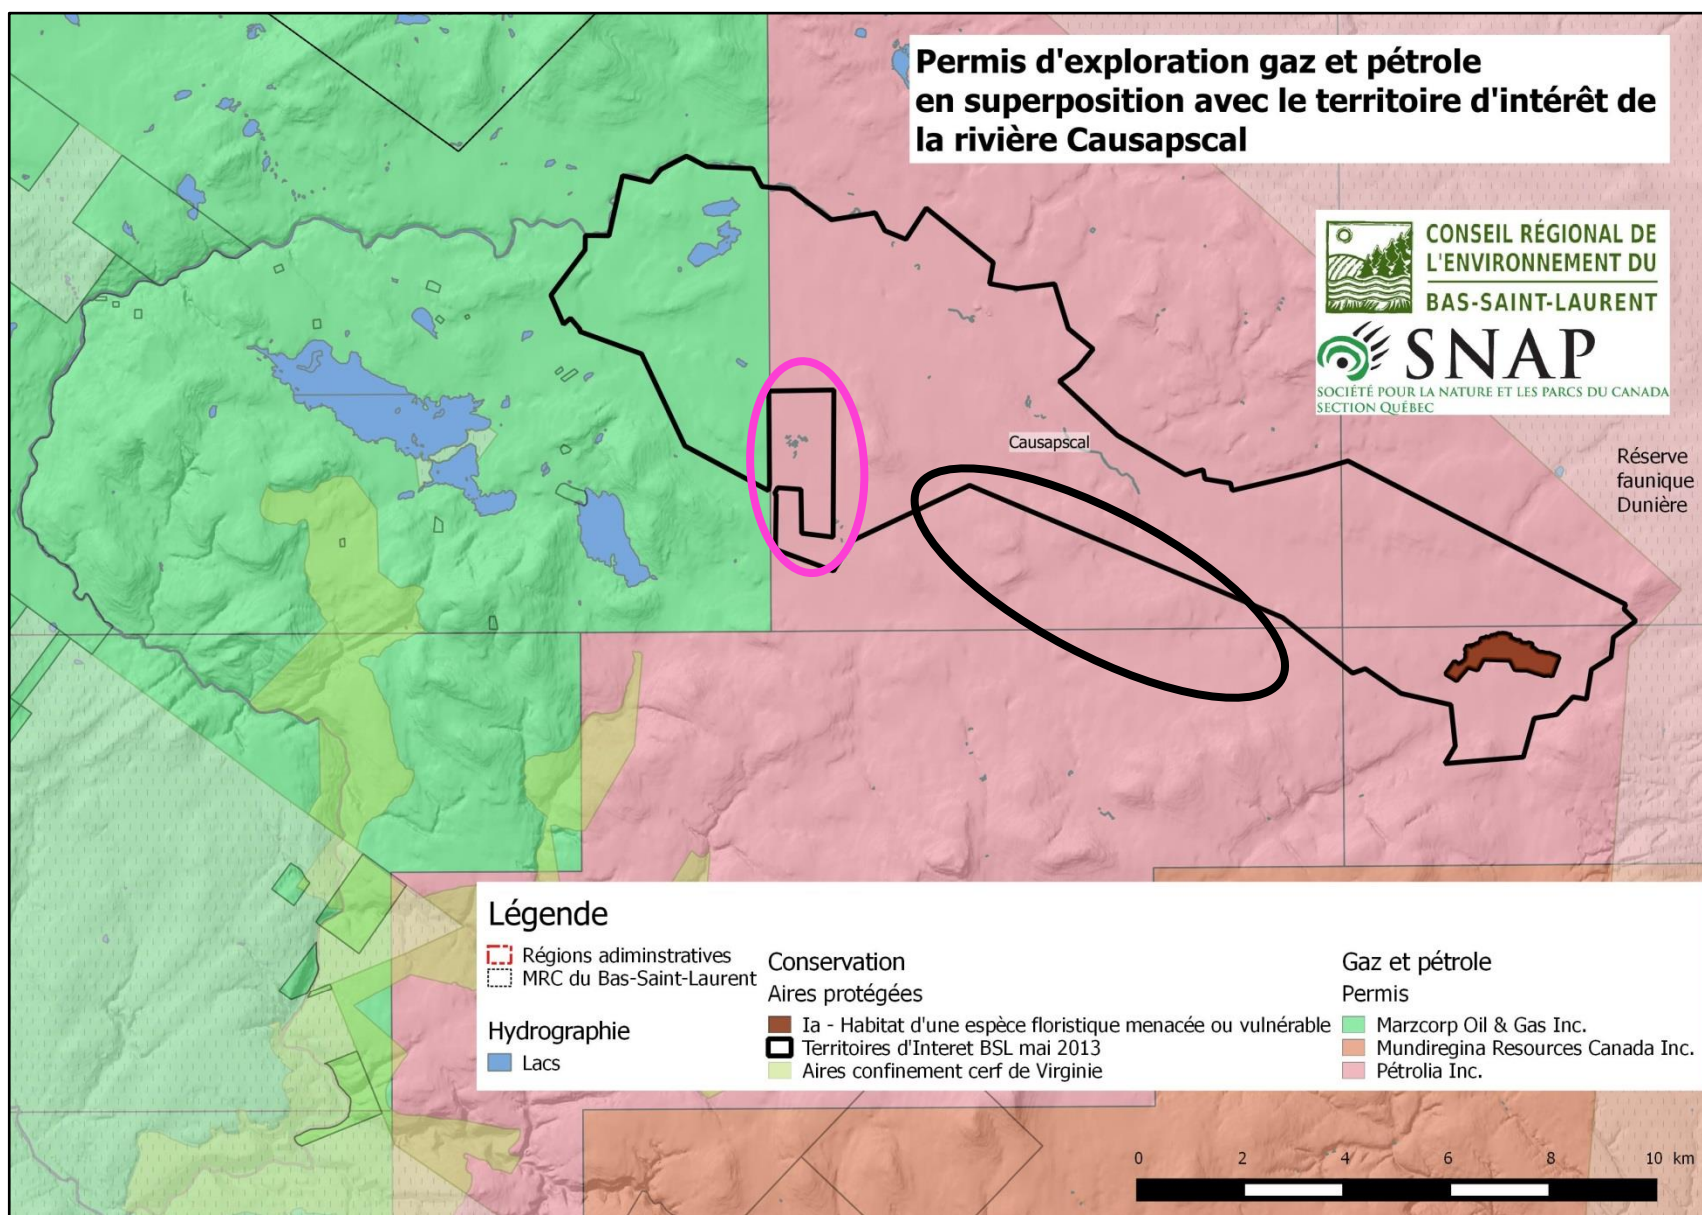 Permis d'exploration gaz et pétrole
en superposition avec le territoire d'intérêt de
la rivière Causapscal
CONSEIL RÉGIONAL DE
L'ENVIRONNEMENT DU
BAS-SAINT-LAURENT
SNAP
SOCIÉTÉ POUR LA NATURE ET LES PARCS DU CANADA
SECTION QUÉBEC
Causapscal
Réserve
faunique
Dunière
Légende
Régions adiminstratives
MRC du Bas-Saint-Laurent
Hydrographie
Lacs
Conservation
Aires protégées
Ia - Habitat d'une espèce floristique menacée ou vulnérable
Territoires d'Interet BSL mai 2013
Aires confinement cerf de Virginie
Gaz et pétrole
Permis
Marzcorp Oil & Gas Inc.
Mundiregina Resources Canada Inc.
Pétrolia Inc.
0 2 4 6 8 10 km